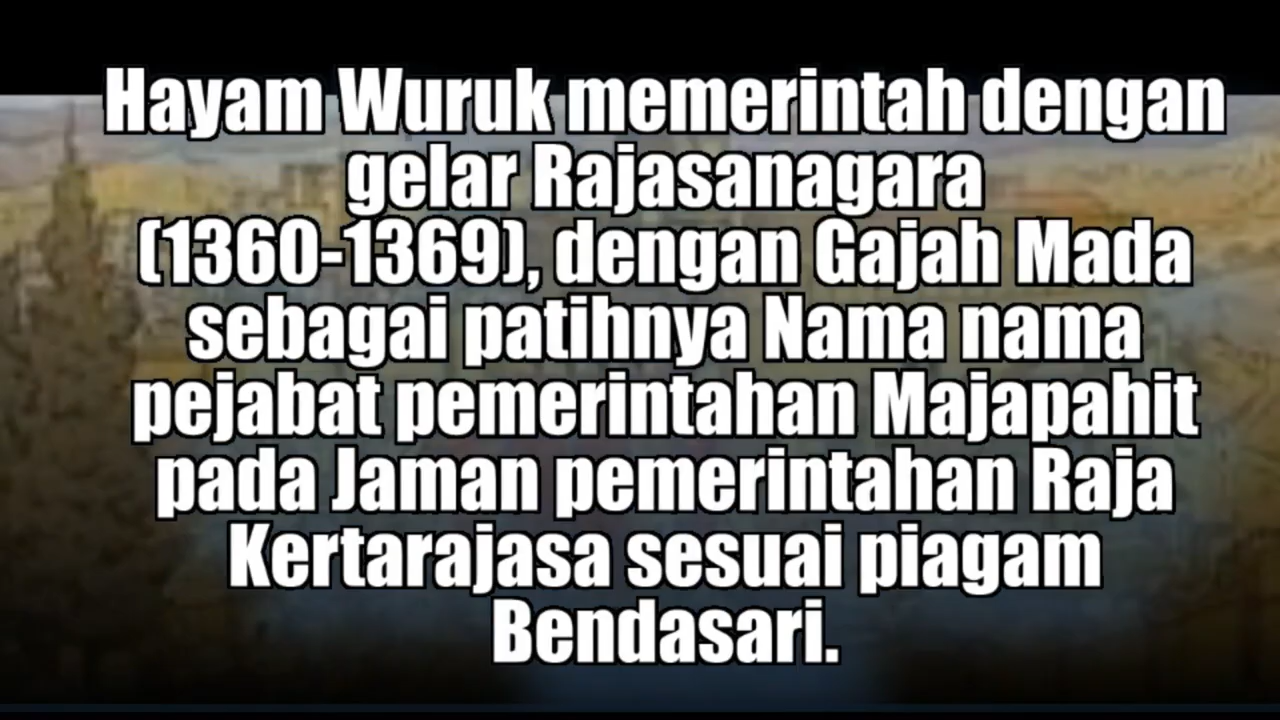 Hayam Wuruk memerintah dengan
gelar Rajasanagara
(1360-1369), dengan Gajah Mada
sebagai patihnya Nama nama
pejabat pemerintahan Majapahit
pada Jaman pemerintahan Raja
Kertarajasa sesuai piagam
Bendasari.